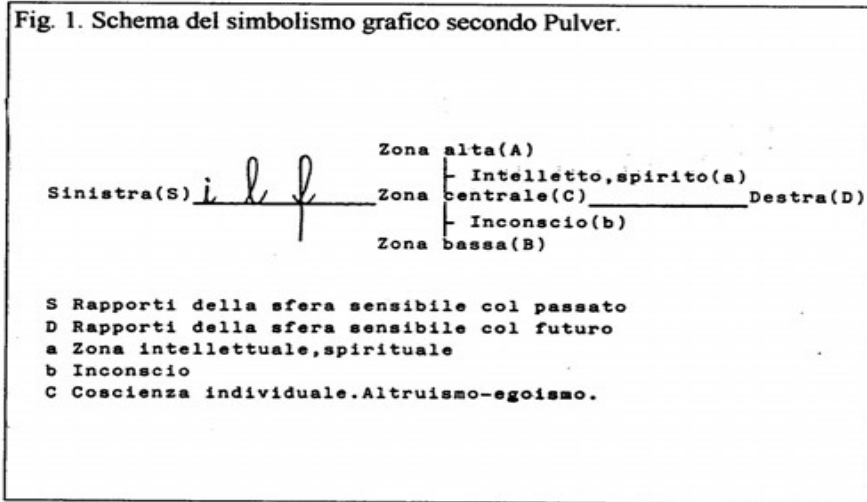 Fig. 1. Schema del simbolismo grafico secondo Pulver.
Zona alta(A)
Intelletto,spirito(a)
Sinistra(S) i l f Zona centrale(C) Destra(D)
Inconscio(b)
Zona bassa(B)
S Rapporti della sfera sensibile col passato
D Rapporti della sfera sensibile col futuro
a Zona intellettuale,spirituale
b Inconscio
C Coscienza individuale.Altruismo-egoismo.